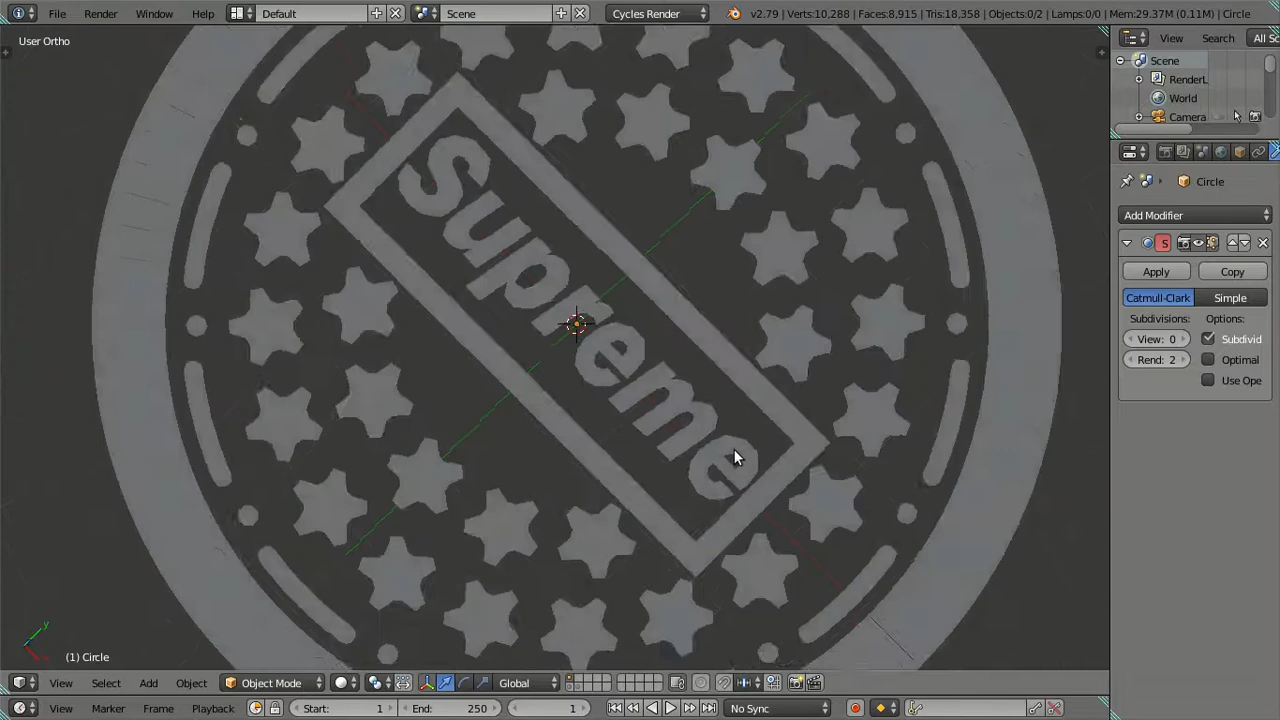 File Render Window Help Default Scene Cycles Render v2.79 | Verts:10,288 | Faces:8,915 | Tris:18,358 | Objects:0/2 | Lamps:0/0 | Mem:29.37M (0.11M) | Circle
User Ortho
View Search All Sc
Scene
RenderL
World
Camera
Circle
Add Modifier
S
Apply Copy
Catmull-Clark Simple
Subdivisions: Options:
View: 0 Subdivid
Rend: 2 Optimal
Use Ope
Supreme
y
x
(1) Circle
View Select Add Object Object Mode Global
View Marker Frame Playback Start: 1 End: 250 1 No Sync